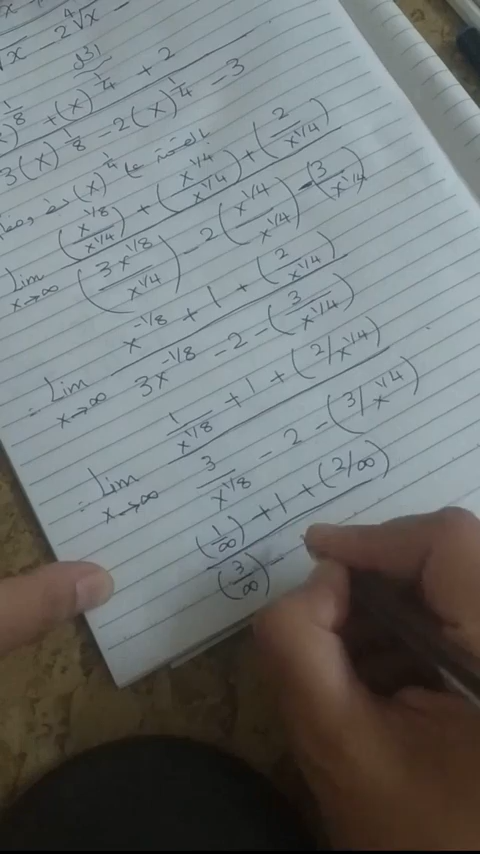 √x − 2 ⁴√x −
(x)^{1/8} + (x)^{1/4} + 2
3(x)^{1/8} − 2(x)^{1/4} − 3
(x)^{1/4}
Lim x→∞ ((x^{1/8}/x^{1/4}) + (x^{1/4}/x^{1/4}) + (2/x^{1/4})) / ((3x^{1/8}/x^{1/4}) − 2(x^{1/4}/x^{1/4}) − (3/x^{1/4}))
= Lim x→∞ (x^{-1/8} + 1 + (2/x^{1/4})) / (3x^{-1/8} − 2 − (3/x^{1/4}))
= Lim x→∞ (1/x^{1/8} + 1 + (2/x^{1/4})) / (3/x^{1/8} − 2 − (3/x^{1/4}))
((1/∞) + 1 + (2/∞)) / ((3/∞) −